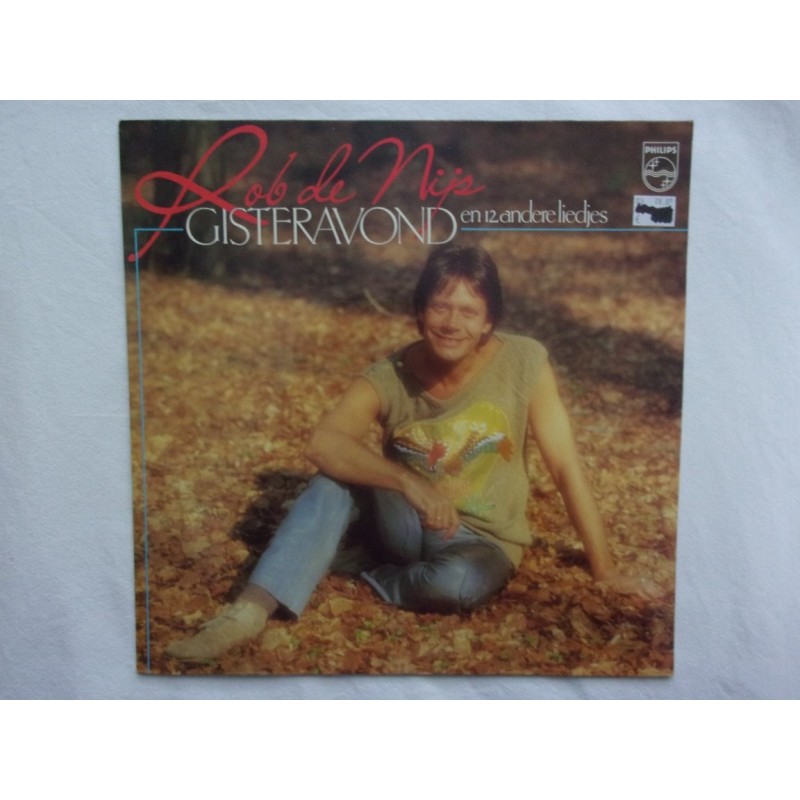 Rob de Nijs
GISTERAVOND en 12 andere liedjes
PHILIPS